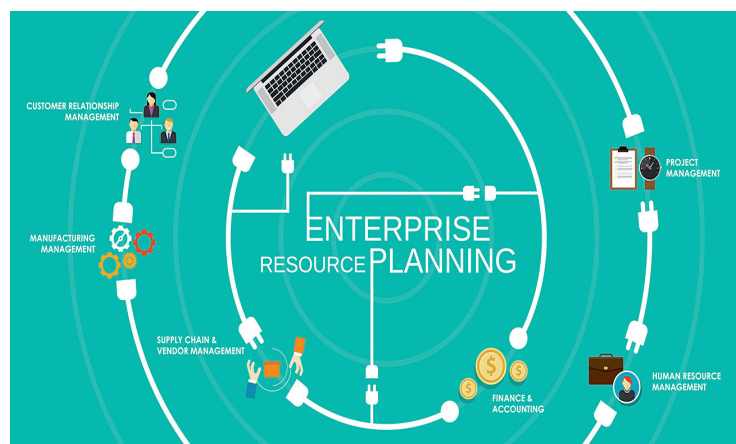 CUSTOMER RELATIONSHIP
MANAGEMENT
PROJECT
MANAGEMENT
ENTERPRISE
RESOURCE PLANNING
MANUFACTURING
MANAGEMENT
SUPPLY CHAIN &
VENDOR MANAGEMENT
FINANCE &
ACCOUNTING
HUMAN RESOURCE
MANAGEMENT